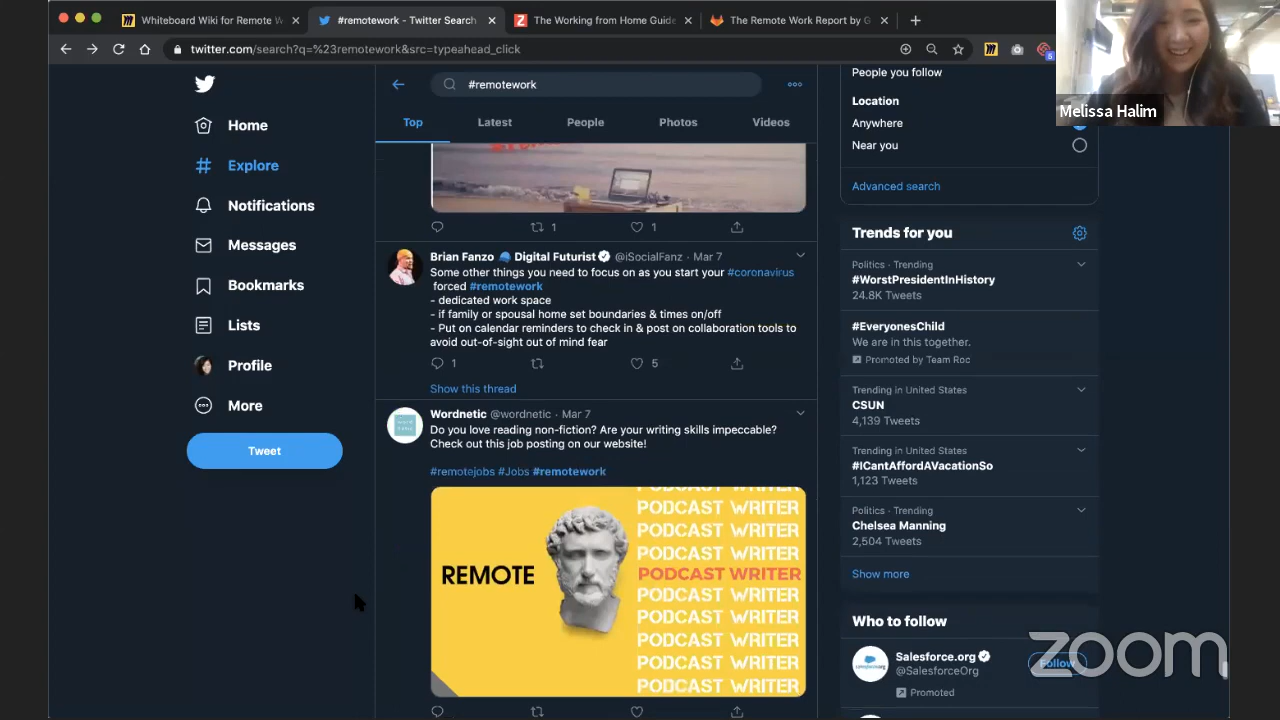 Whiteboard Wiki for Remote W
#remotework - Twitter Search
The Working from Home Guide
The Remote Work Report by G
twitter.com/search?q=%23remotework&src=typeahead_click
Melissa Halim
Home
Explore
Notifications
Messages
Bookmarks
Lists
Profile
More
Tweet
#remotework
Top
Latest
People
Photos
Videos
1
1
Brian Fanzo 🧢 Digital Futurist @iSocialFanz · Mar 7
Some other things you need to focus on as you start your #coronavirus
forced #remotework
- dedicated work space
- if family or spousal home set boundaries & times on/off
- Put on calendar reminders to check in & post on collaboration tools to
avoid out-of-sight out of mind fear
1
5
Show this thread
Wordnetic @wordnetic · Mar 7
Do you love reading non-fiction? Are your writing skills impeccable?
Check out this job posting on our website!
#remotejobs #Jobs #remotework
REMOTE
PODCAST WRITER
PODCAST WRITER
PODCAST WRITER
PODCAST WRITER
PODCAST WRITER
PODCAST WRITER
PODCAST WRITER
PODCAST WRITER
PODCAST WRITER
PODCAST WRITER
People you follow
Location
Anywhere
Near you
Advanced search
Trends for you
Politics · Trending
#WorstPresidentInHistory
24.8K Tweets
#EveryonesChild
We are in this together.
Promoted by Team Roc
Trending in United States
CSUN
4,139 Tweets
Trending in United States
#ICantAffordAVacationSo
1,123 Tweets
Politics · Trending
Chelsea Manning
2,504 Tweets
Show more
Who to follow
Salesforce.org
@SalesforceOrg
Follow
Promoted
zoom